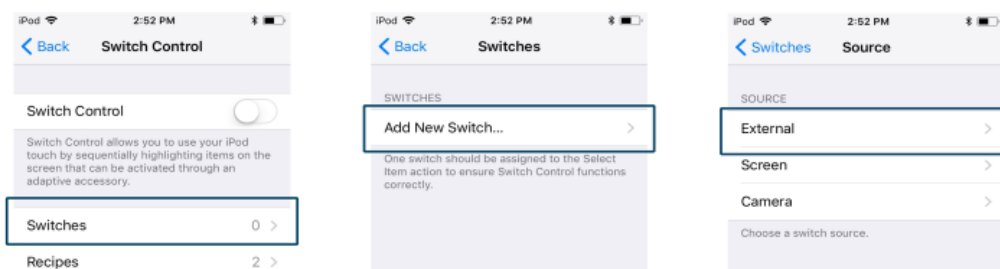 iPod 2:52 PM
Back Switch Control
Switch Control
Switch Control allows you to use your iPod
touch by sequentially highlighting items on the
screen that can be activated through an
adaptive accessory.
Switches 0
Recipes 2
iPod 2:52 PM
Back Switches
SWITCHES
Add New Switch...
One switch should be assigned to the Select
Item action to ensure Switch Control functions
correctly.
iPod 2:52 PM
Switches Source
SOURCE
External
Screen
Camera
Choose a switch source.